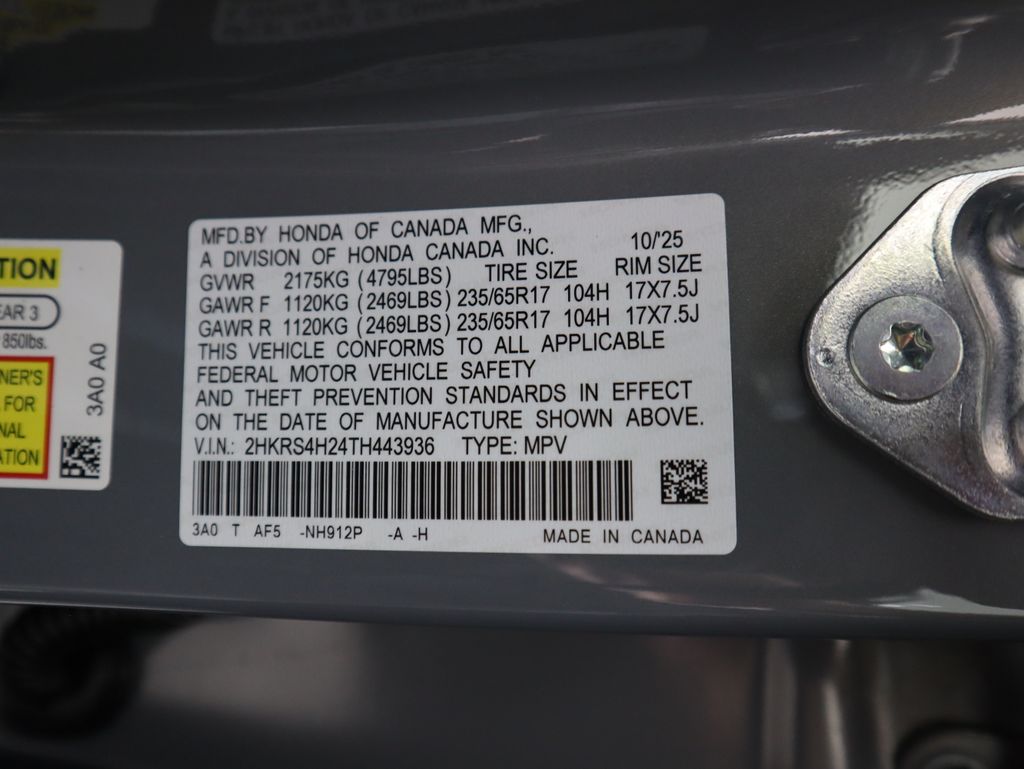 TION
EAR 3
850lbs.
NER'S
FOR
NAL
ATION
3A0 A0
MFD.BY HONDA OF CANADA MFG.,
A DIVISION OF HONDA CANADA INC. 10/'25
GVWR 2175KG (4795LBS) TIRE SIZE RIM SIZE
GAWR F 1120KG (2469LBS) 235/65R17 104H 17X7.5J
GAWR R 1120KG (2469LBS) 235/65R17 104H 17X7.5J
THIS VEHICLE CONFORMS TO ALL APPLICABLE
FEDERAL MOTOR VEHICLE SAFETY
AND THEFT PREVENTION STANDARDS IN EFFECT
ON THE DATE OF MANUFACTURE SHOWN ABOVE.
V.I.N.: 2HKRS4H24TH443936 TYPE: MPV
3A0 T AF5 -NH912P -A -H MADE IN CANADA